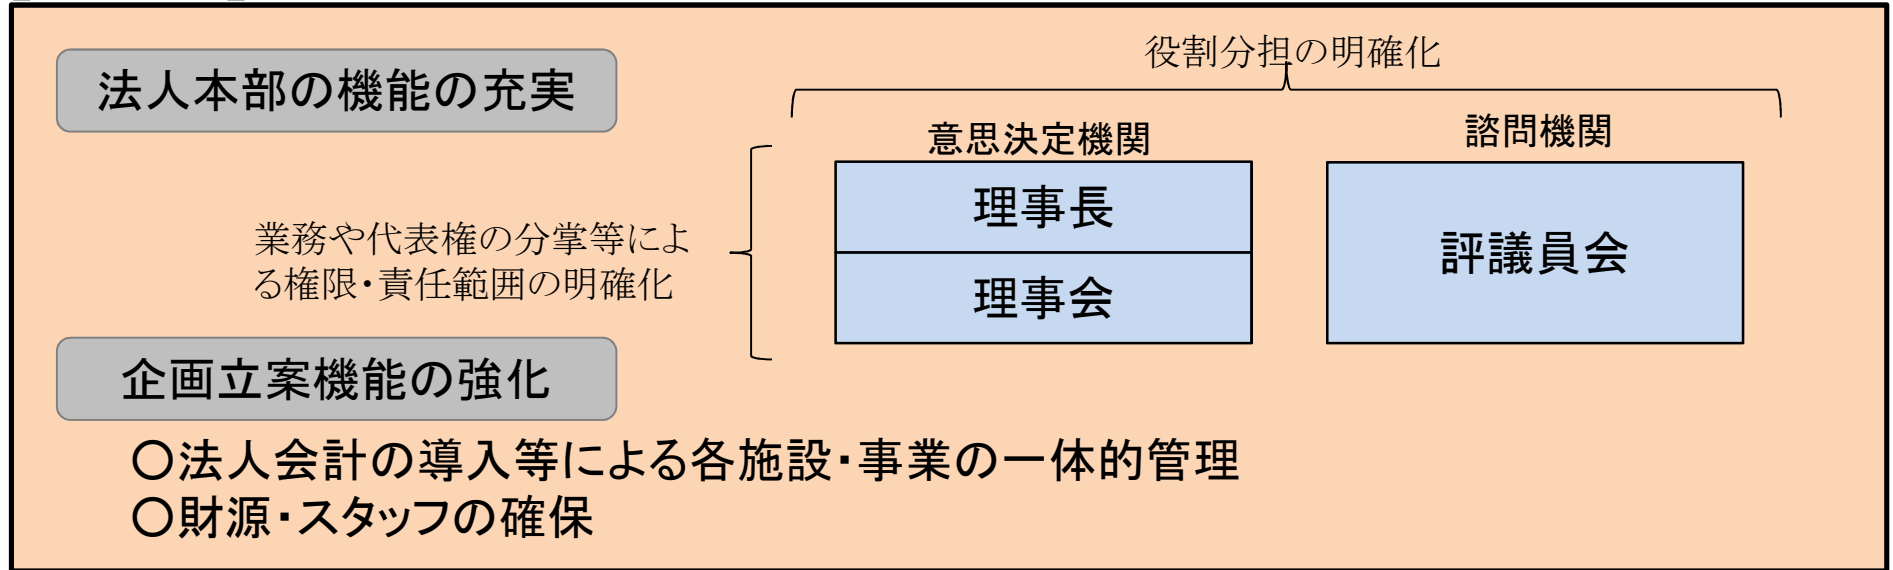 役割分担の明確化
法人本部の機能の充実
意思決定機関
諮問機関
理事長
業務や代表権の分掌等によ
る権限・責任範囲の明確化
評議員会
理事会
企画立案機能の強化
〇法人会計の導入等による各施設・事業の一体的管理
〇財源・スタッフの確保